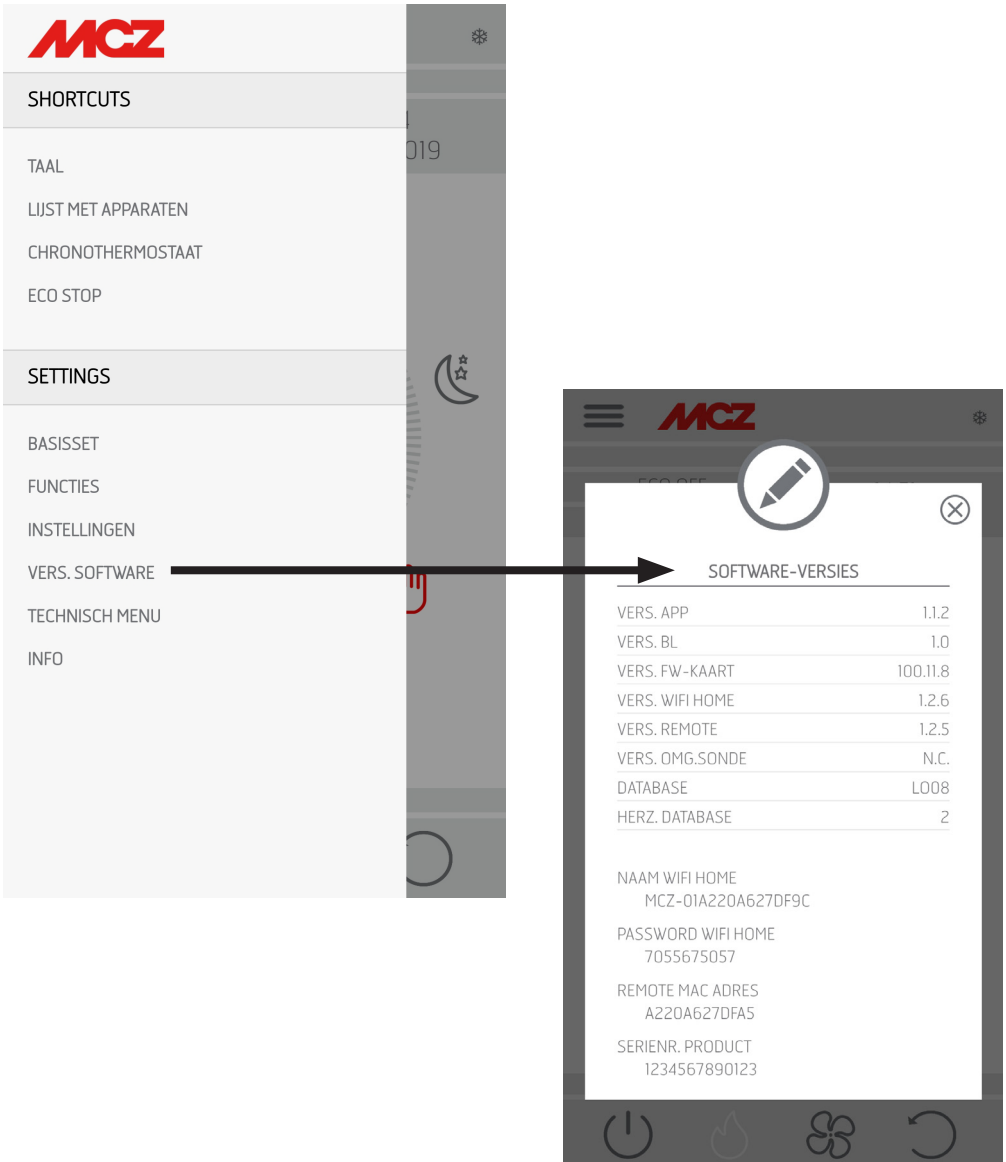 MCZ
SHORTCUTS
TAAL
LIJST MET APPARATEN
CHRONOTHERMOSTAAT
ECO STOP
SETTINGS
BASISSET
FUNCTIES
INSTELLINGEN
VERS. SOFTWARE
TECHNISCH MENU
INFO
019
MCZ
SOFTWARE-VERSIES
VERS. APP 1.1.2
VERS. BL 1.0
VERS. FW-KAART 100.11.8
VERS. WIFI HOME 1.2.6
VERS. REMOTE 1.2.5
VERS. OMG.SONDE N.C.
DATABASE LO08
HERZ. DATABASE 2
NAAM WIFI HOME
MCZ-01A220A627DF9C
PASSWORD WIFI HOME
7055675057
REMOTE MAC ADRES
A220A627DFA5
SERIENR. PRODUCT
1234567890123